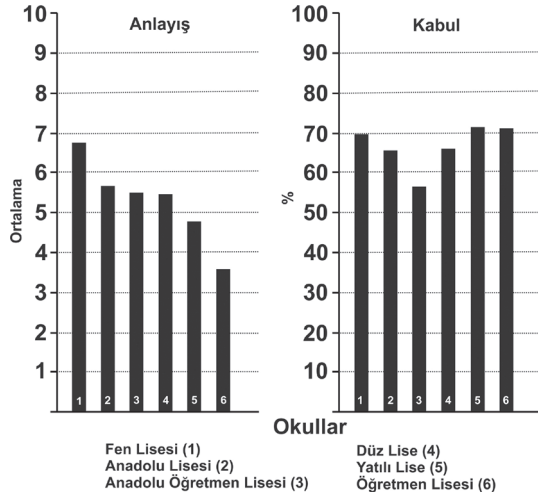 Anlayış
10
9
8
7
6
5
4
3
2
1
Ortalama
1 2 3 4 5 6
Kabul
100
90
80
70
60
50
40
30
20
10
%
1 2 3 4 5 6
Okullar
Fen Lisesi (1)
Anadolu Lisesi (2)
Anadolu Öğretmen Lisesi (3)
Düz Lise (4)
Yatılı Lise (5)
Öğretmen Lisesi (6)